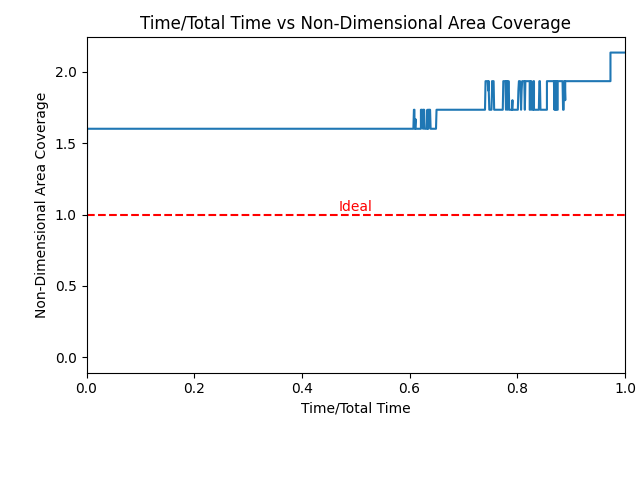 Time/Total Time vs Non-Dimensional Area Coverage
Non-Dimensional Area Coverage
2.0
1.5
1.0
0.5
0.0
Ideal
0.0 0.2 0.4 0.6 0.8 1.0
Time/Total Time